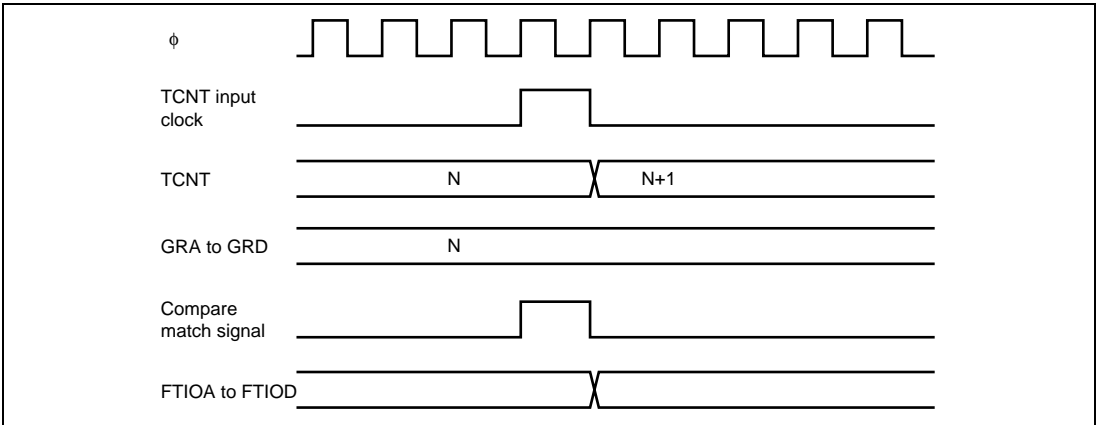 ϕ
TCNT input
clock
TCNT
N
N+1
GRA to GRD
N
Compare
match signal
FTIOA to FTIOD